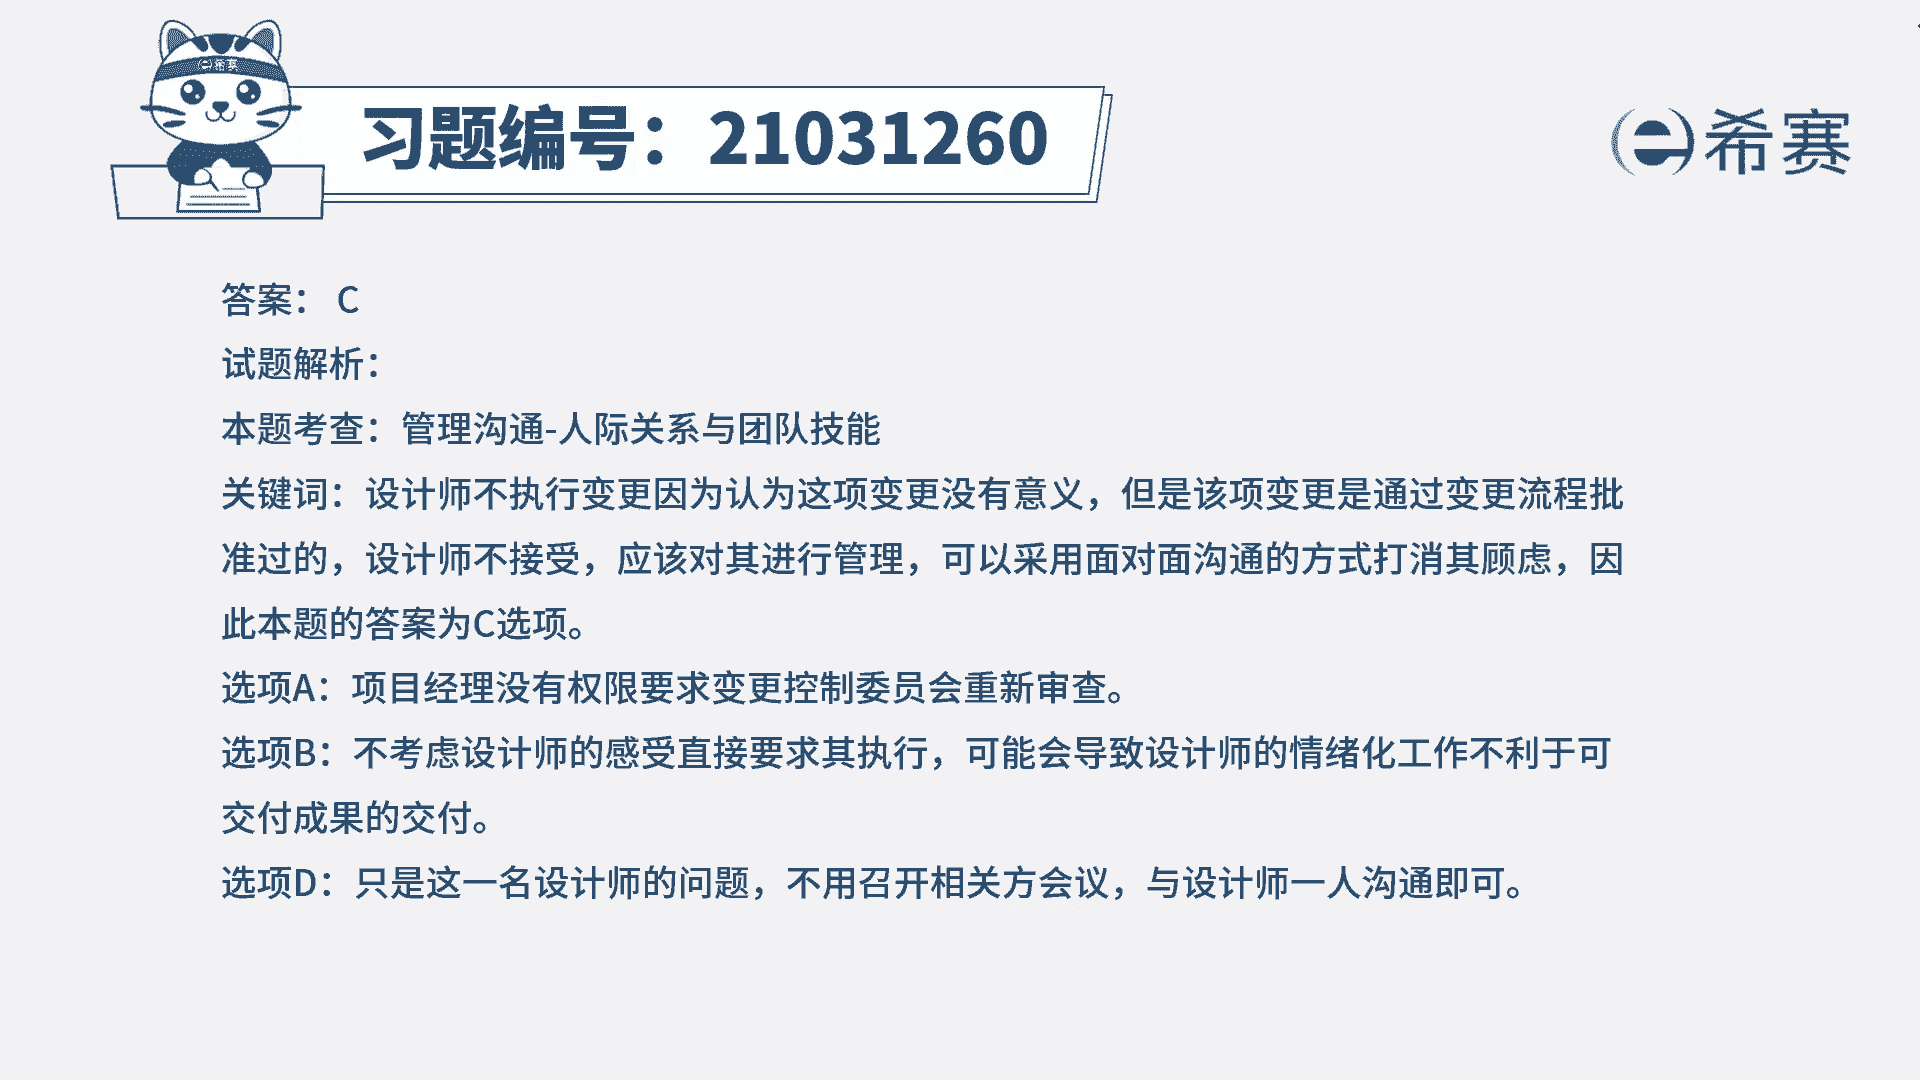 希赛
习题编号：21031260
希赛
答案： C
试题解析：
本题考查：管理沟通-人际关系与团队技能
关键词：设计师不执行变更因为认为这项变更没有意义，但是该项变更是通过变更流程批
准过的，设计师不接受，应该对其进行管理，可以采用面对面沟通的方式打消其顾虑，因
此本题的答案为C选项。
选项A：项目经理没有权限要求变更控制委员会重新审查。
选项B：不考虑设计师的感受直接要求其执行，可能会导致设计师的情绪化工作不利于可
交付成果的交付。
选项D：只是这一名设计师的问题，不用召开相关方会议，与设计师一人沟通即可。